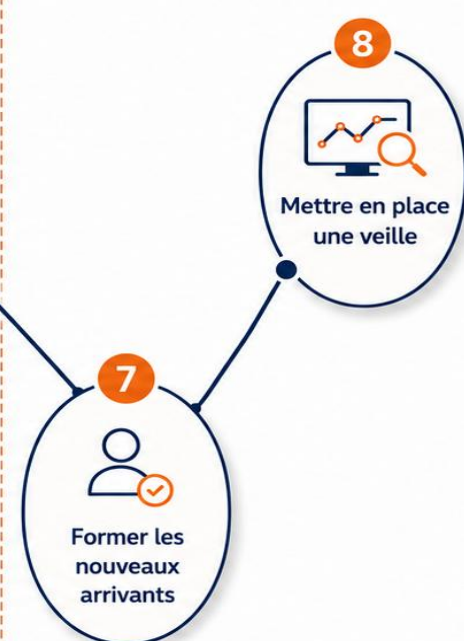 8
Mettre en place
une veille
7
Former les
nouveaux
arrivants